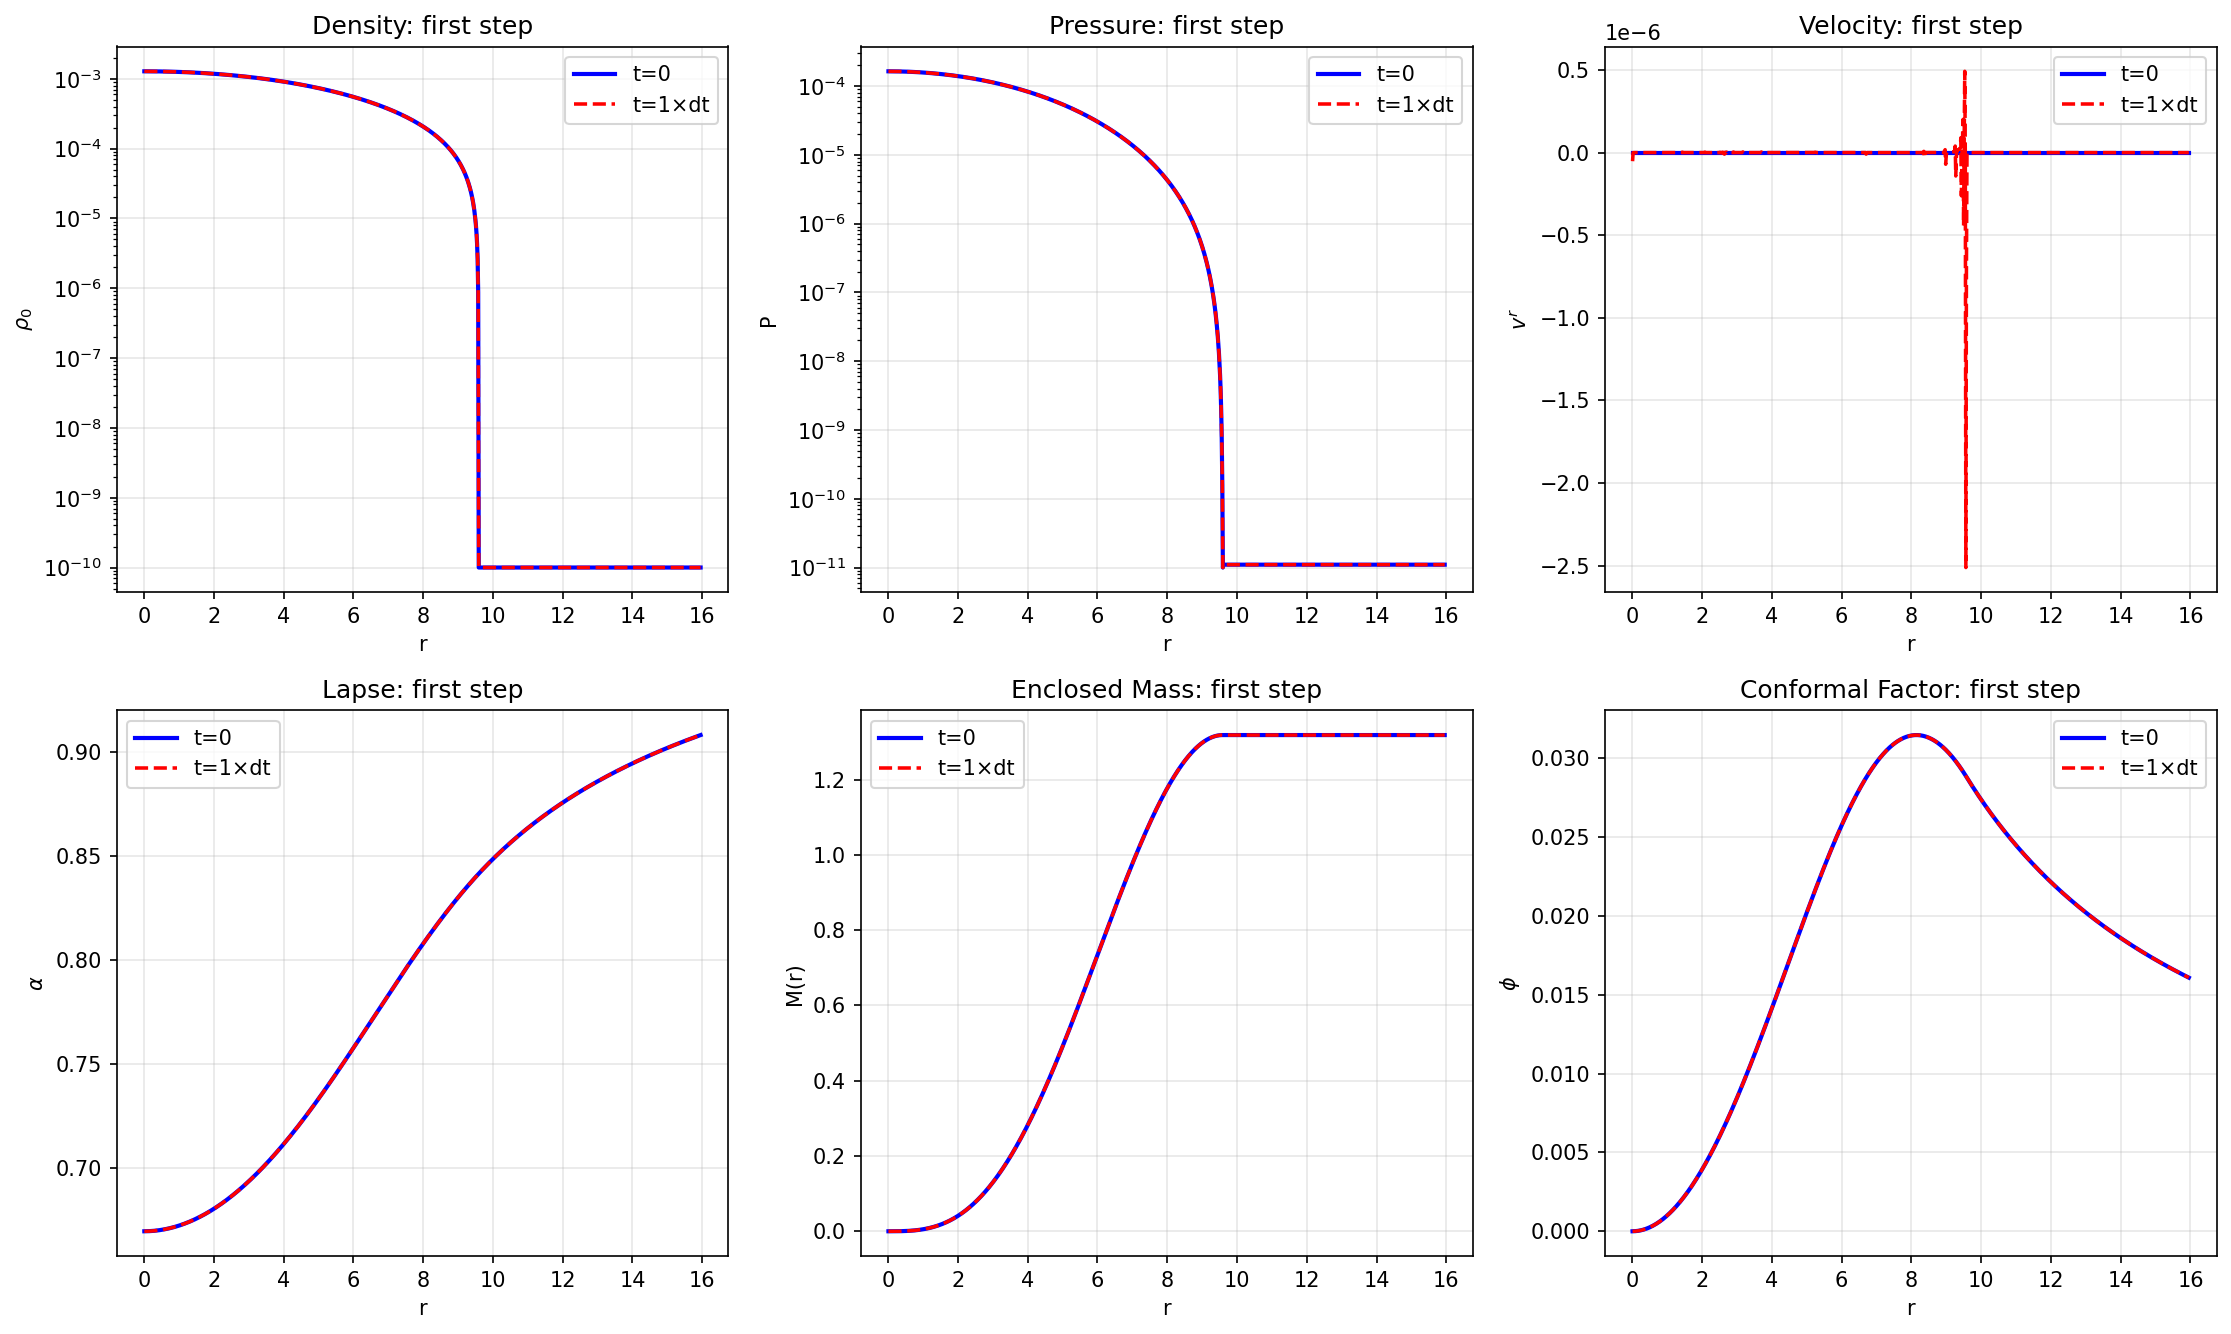 Density: first step
10⁻³
10⁻⁴
10⁻⁵
10⁻⁶
10⁻⁷
10⁻⁸
10⁻⁹
10⁻¹⁰
ρ₀
0 2 4 6 8 10 12 14 16
r
t=0
t=1×dt
Pressure: first step
10⁻⁴
10⁻⁵
10⁻⁶
10⁻⁷
10⁻⁸
10⁻⁹
10⁻¹⁰
10⁻¹¹
P
0 2 4 6 8 10 12 14 16
r
t=0
t=1×dt
Velocity: first step
1e−6
0.5
0.0
−0.5
−1.0
−1.5
−2.0
−2.5
vʳ
0 2 4 6 8 10 12 14 16
r
t=0
t=1×dt
Lapse: first step
0.90
0.85
0.80
0.75
0.70
α
0 2 4 6 8 10 12 14 16
r
t=0
t=1×dt
Enclosed Mass: first step
1.2
1.0
0.8
0.6
0.4
0.2
0.0
M(r)
0 2 4 6 8 10 12 14 16
r
t=0
t=1×dt
Conformal Factor: first step
0.030
0.025
0.020
0.015
0.010
0.005
0.000
ϕ
0 2 4 6 8 10 12 14 16
r
t=0
t=1×dt